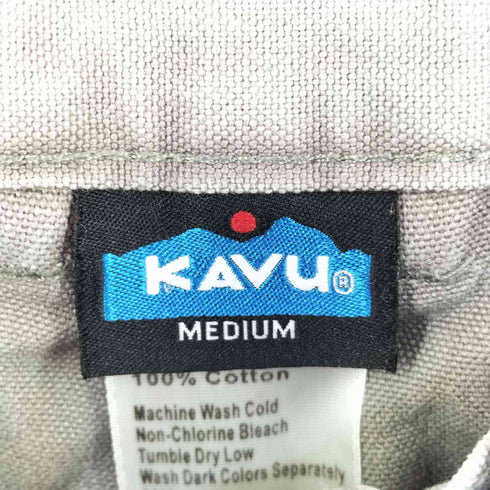 KAVU®
MEDIUM
100% Cotton
Machine Wash Cold
Non-Chlorine Bleach
Tumble Dry Low
Wash Dark Colors Separately